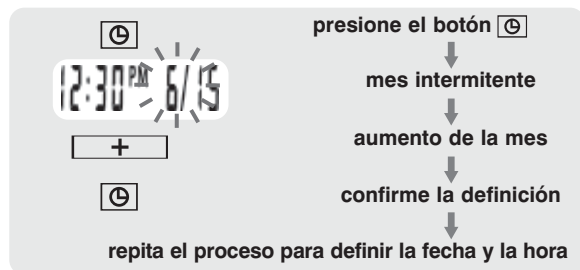 presione el botón
12:30 PM 6/15
mes intermitente
+
aumento de la mes
confirme la definición
repita el proceso para definir la fecha y la hora